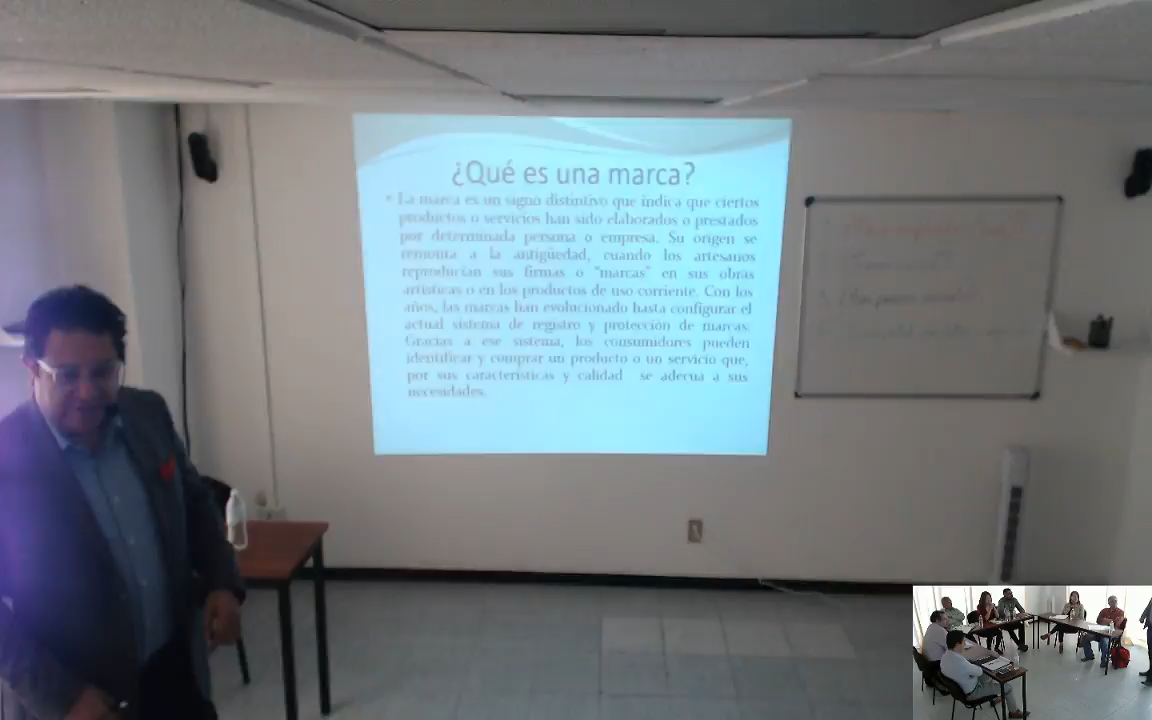 ¿Qué es una marca?
• La marca es un signo distintivo que indica que ciertos
productos o servicios han sido elaborados o prestados
por determinada persona o empresa. Su origen se
remonta a la antigüedad, cuando los artesanos
reproducían sus firmas o "marcas" en sus obras
artísticas o en los productos de uso corriente. Con los
años, las marcas han evolucionado hasta configurar el
actual sistema de registro y protección de marcas.
Gracias a ese sistema, los consumidores pueden
identificar y comprar un producto o un servicio que,
por sus características y calidad se adecua a sus
necesidades.